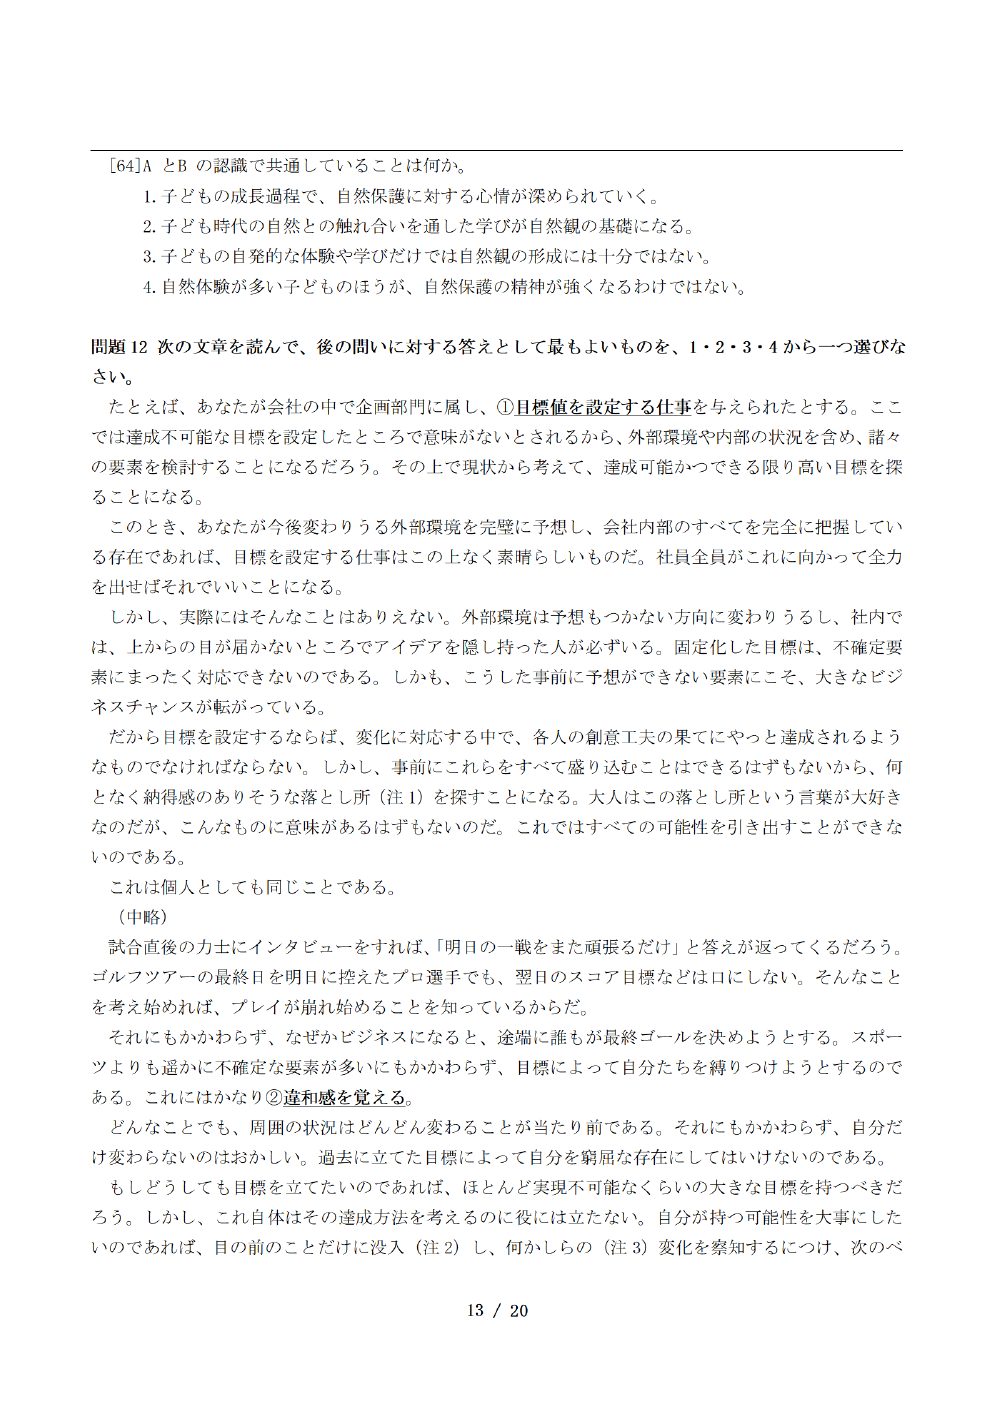 [64]A とB の認識で共通していることは何か。
1. 子どもの成長過程で、自然保護に対する心情が深められていく。
2. 子ども時代の自然との触れ合いを通した学びが自然観の基礎になる。
3. 子どもの自発的な体験や学びだけでは自然観の形成には十分ではない。
4. 自然体験が多い子どものほうが、自然保護の精神が強くなるわけではない。
問題 12 次の文章を読んで、後の問いに対する答えとして最もよいものを、1・2・3・4 から一つ選びな
さい。
たとえば、あなたが会社の中で企画部門に属し、①目標値を設定する仕事を与えられたとする。ここ
では達成不可能な目標を設定したところで意味がないとされるから、外部環境や内部の状況を含め、諸々
の要素を検討することになるだろう。その上で現状から考えて、達成可能かつできる限り高い目標を探
ることになる。
このとき、あなたが今後変わりうる外部環境を完璧に予想し、会社内部のすべてを完全に把握してい
る存在であれば、目標を設定する仕事はこの上なく素晴らしいものだ。社員全員がこれに向かって全力
を出せばそれでいいことになる。
しかし、実際にはそんなことはありえない。外部環境は予想もつかない方向に変わりうるし、社内で
は、上からの目が届かないところでアイデアを隠し持った人が必ずいる。固定化した目標は、不確定要
素にまったく対応できないのである。しかも、こうした事前に予想ができない要素にこそ、大きなビジ
ネスチャンスが転がっている。
だから目標を設定するならば、変化に対応する中で、各人の創意工夫の果てにやっと達成されるよう
なものでなければならない。しかし、事前にこれらをすべて盛り込むことはできるはずもないから、何
となく納得感のありそうな落とし所（注 1）を探すことになる。大人はこの落とし所という言葉が大好き
なのだが、こんなものに意味があるはずもないのだ。これではすべての可能性を引き出すことができな
いのである。
これは個人としても同じことである。
（中略）
試合直後の力士にインタビューをすれば、「明日の一戦をまた頑張るだけ」と答えが返ってくるだろう。
ゴルフツアーの最終日を明日に控えたプロ選手でも、翌日のスコア目標などは口にしない。そんなこと
を考え始めれば、プレイが崩れ始めることを知っているからだ。
それにもかかわらず、なぜかビジネスになると、途端に誰もが最終ゴールを決めようとする。スポー
ツよりも遥かに不確定な要素が多いにもかかわらず、目標によって自分たちを縛りつけようとするので
ある。これにはかなり②違和感を覚える。
どんなことでも、周囲の状況はどんどん変わることが当たり前である。それにもかかわらず、自分だ
け変わらないのはおかしい。過去に立てた目標によって自分を窮屈な存在にしてはいけないのである。
もしどうしても目標を立てたいのであれば、ほとんど実現不可能なくらいの大きな目標を持つべきだ
ろう。しかし、これ自体はその達成方法を考えるのに役には立たない。自分が持つ可能性を大事にした
いのであれば、目の前のことだけに没入（注 2）し、何かしらの（注 3）変化を察知するにつけ、次のベ
13 / 20